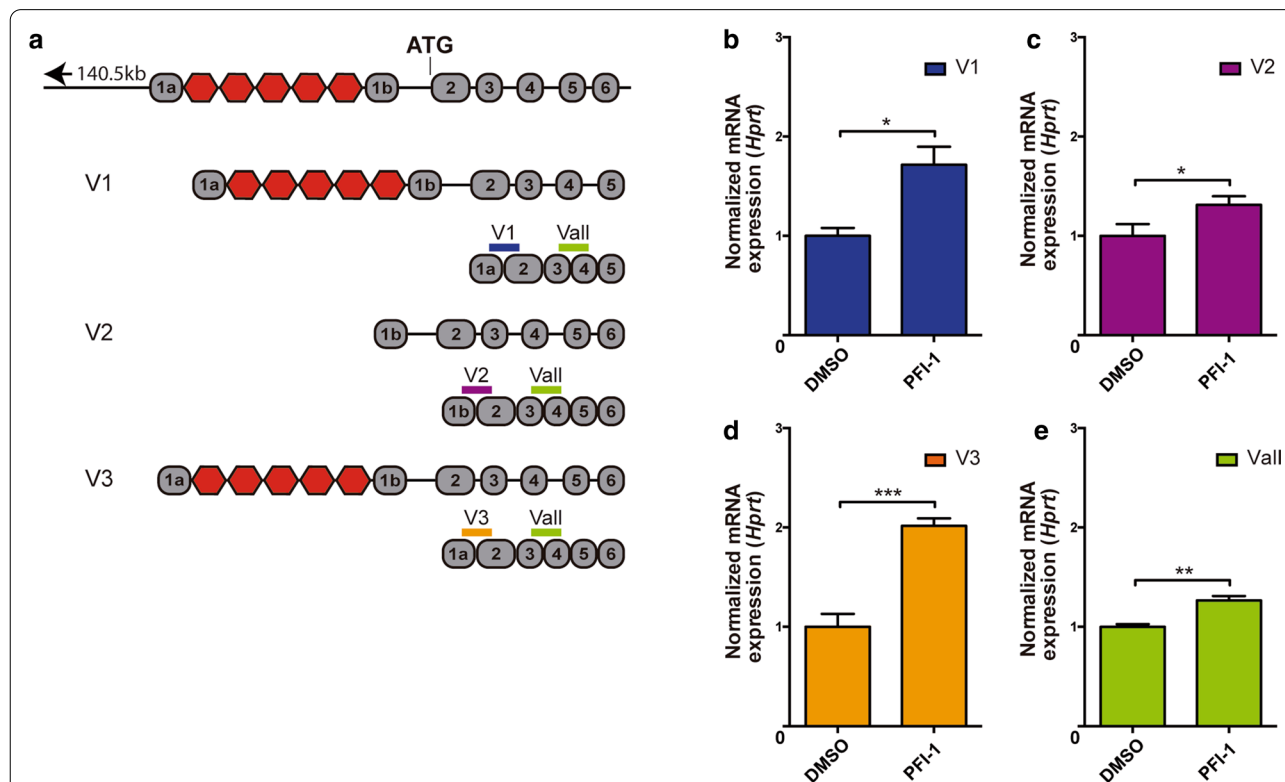 a
ATG
140.5kb
1a 1b 2 3 4 5 6
V1
1a 1b 2 3 4 5
V1 Vall
1a 2 3 4 5
V2
1b 2 3 4 5 6
V2 Vall
1b 2 3 4 5 6
V3
1a 1b 2 3 4 5 6
V3 Vall
1a 2 3 4 5 6
b
V1
Normalized mRNA
expression (Hprt)
3
2
1
0
*
DMSO
PFI-1
c
V2
Normalized mRNA
expression (Hprt)
3
2
1
0
*
DMSO
PFI-1
d
V3
Normalized mRNA
expression (Hprt)
3
2
1
0
***
DMSO
PFI-1
e
Vall
Normalized mRNA
expression (Hprt)
3
2
1
0
**
DMSO
PFI-1